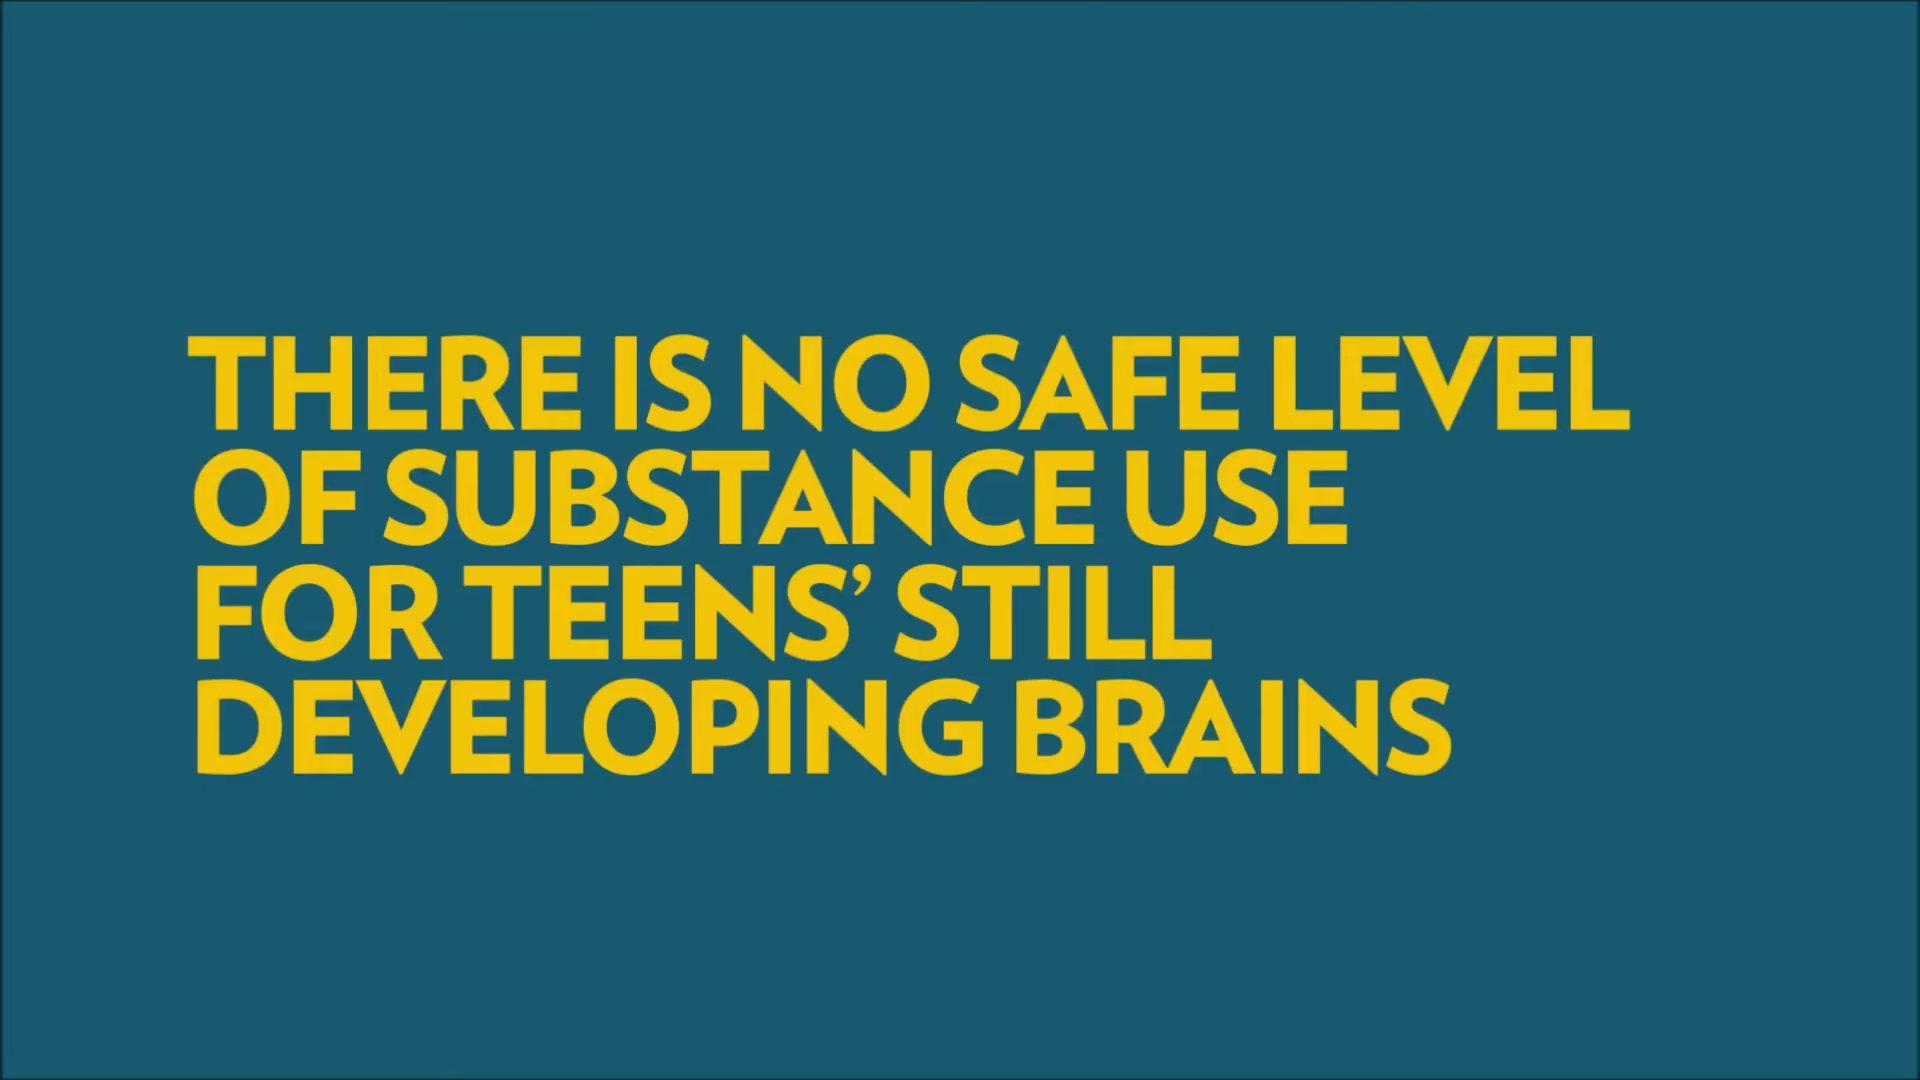 THERE IS NO SAFE LEVEL
OF SUBSTANCE USE
FOR TEENS’ STILL
DEVELOPING BRAINS